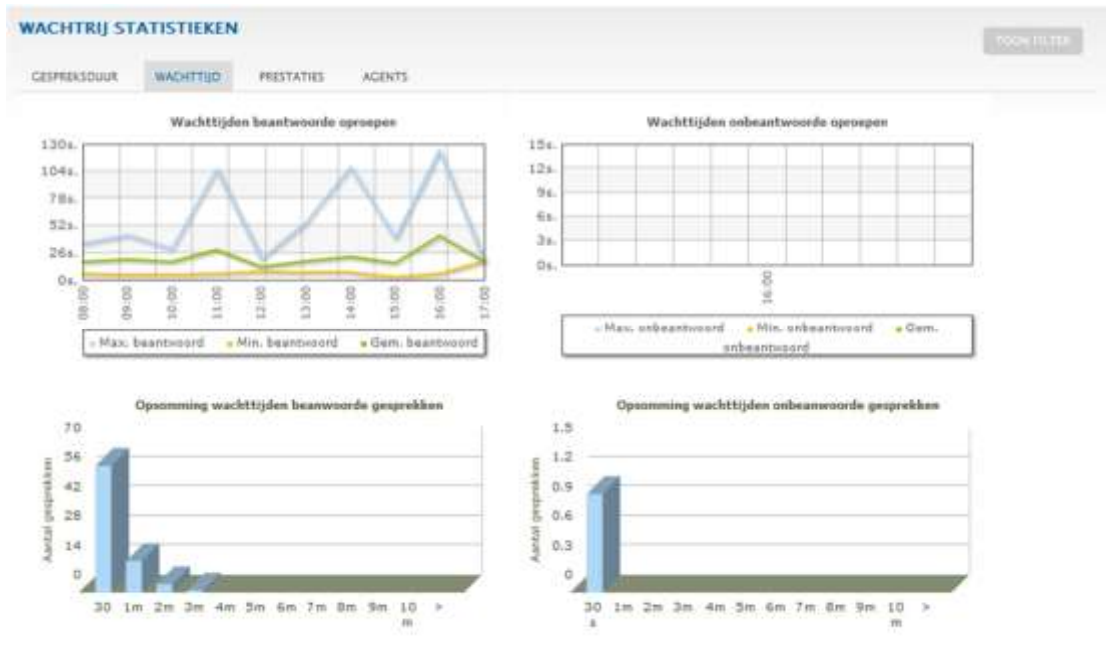 WACHTRIJ STATISTIEKEN
TOON FILTER
GESPREKSDUUR WACHTTIJD PRESTATIES AGENTS
Wachttijden beantwoorde oproepen
130s.
104s.
78s.
52s.
26s.
0s.
08:00 09:00 10:00 11:00 12:00 13:00 14:00 15:00 16:00 17:00
Max. beantwoord Min. beantwoord Gem. beantwoord
Wachttijden onbeantwoorde oproepen
15s.
12s.
9s.
6s.
3s.
0s.
16:00
Max. onbeantwoord Min. onbeantwoord Gem.
onbeantwoord
Opsomming wachttijden beanwoorde gesprekken
Aantal gesprekken
70
56
42
28
14
0
30 1m 2m 3m 4m 5m 6m 7m 8m 9m 10 >
m
Opsomming wachttijden onbeanwoorde gesprekken
Aantal gesprekken
1.5
1.2
0.9
0.6
0.3
0
30 1m 2m 3m 4m 5m 6m 7m 8m 9m 10 >
s m